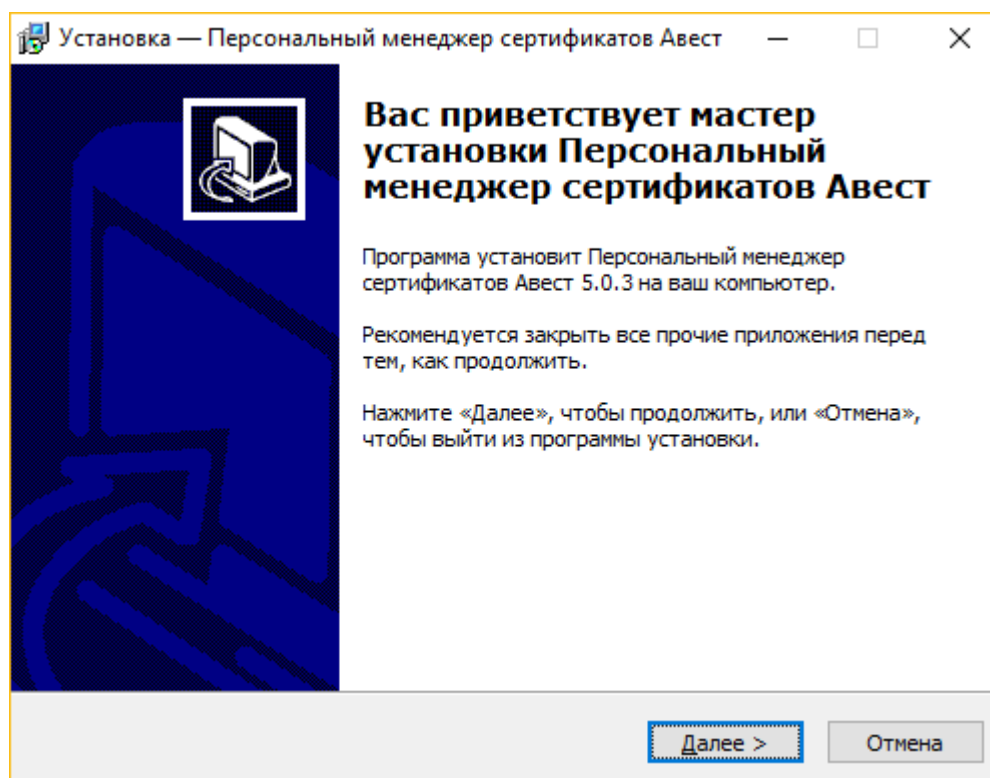 Установка — Персональный менеджер сертификатов Авест
Вас приветствует мастер
установки Персональный
менеджер сертификатов Авест
Программа установит Персональный менеджер
сертификатов Авест 5.0.3 на ваш компьютер.
Рекомендуется закрыть все прочие приложения перед
тем, как продолжить.
Нажмите «Далее», чтобы продолжить, или «Отмена»,
чтобы выйти из программы установки.
Далее >
Отмена